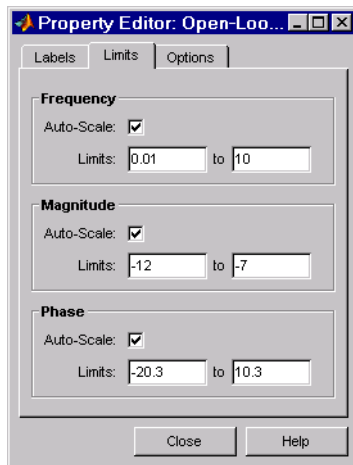 Property Editor: Open-Loo...
Labels Limits Options
Frequency
Auto-Scale:
Limits: 0.01 to 10
Magnitude
Auto-Scale:
Limits: -12 to -7
Phase
Auto-Scale:
Limits: -20.3 to 10.3
Close Help